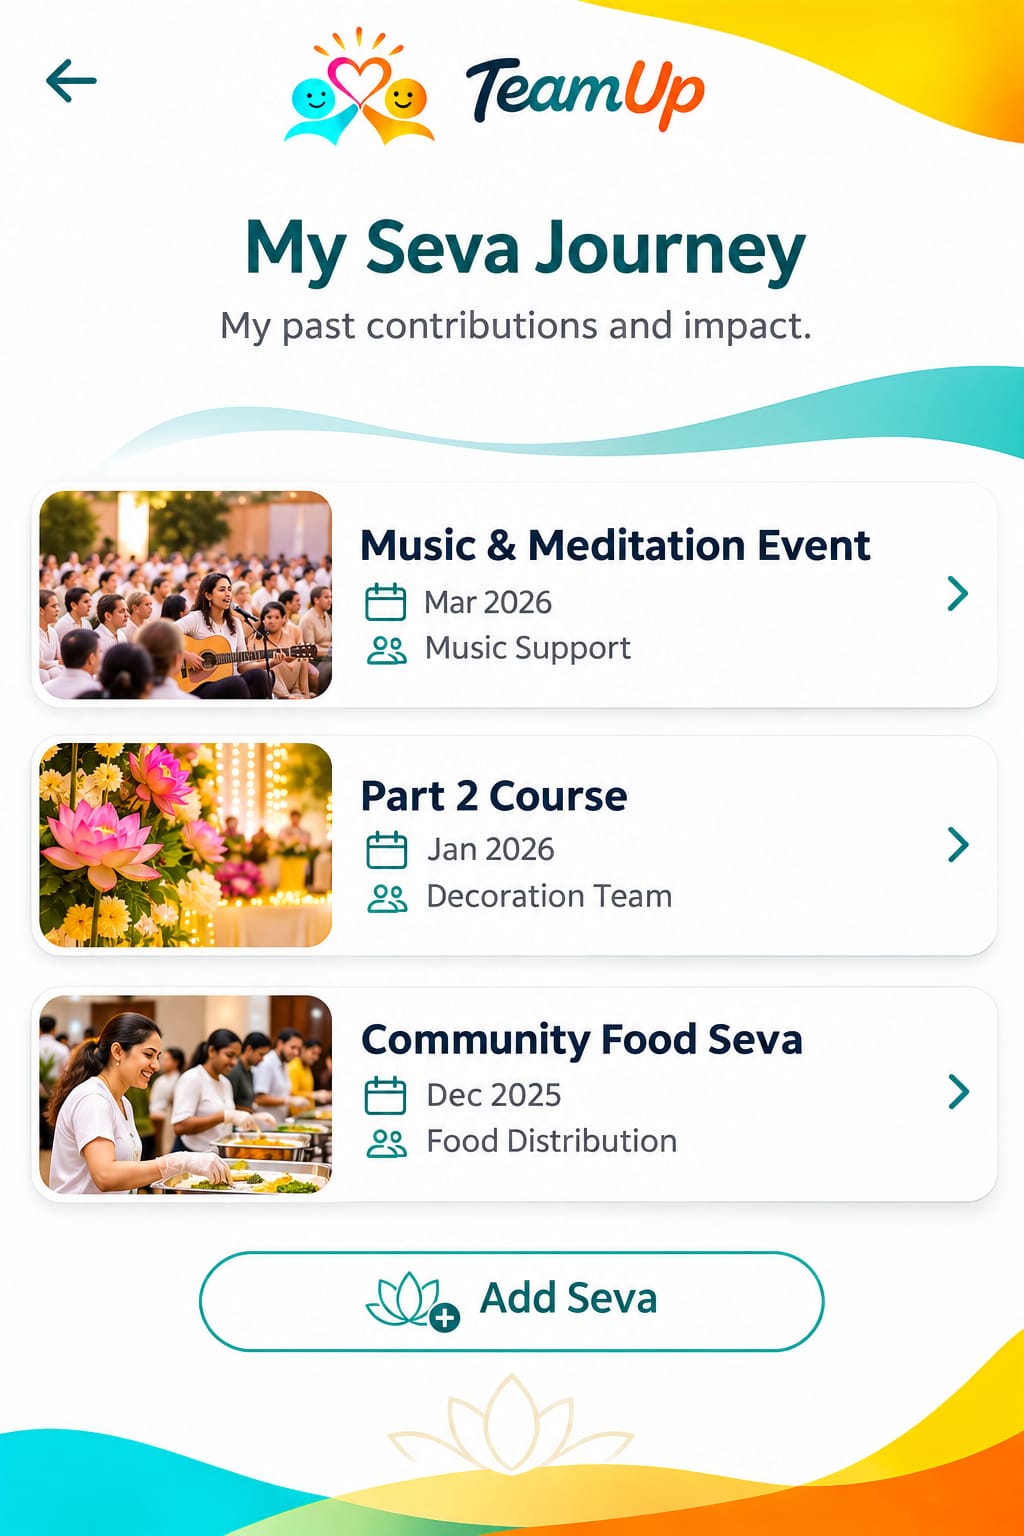 TeamUp
My Seva Journey
My past contributions and impact.
Music & Meditation Event
Mar 2026
Music Support
Part 2 Course
Jan 2026
Decoration Team
Community Food Seva
Dec 2025
Food Distribution
Add Seva